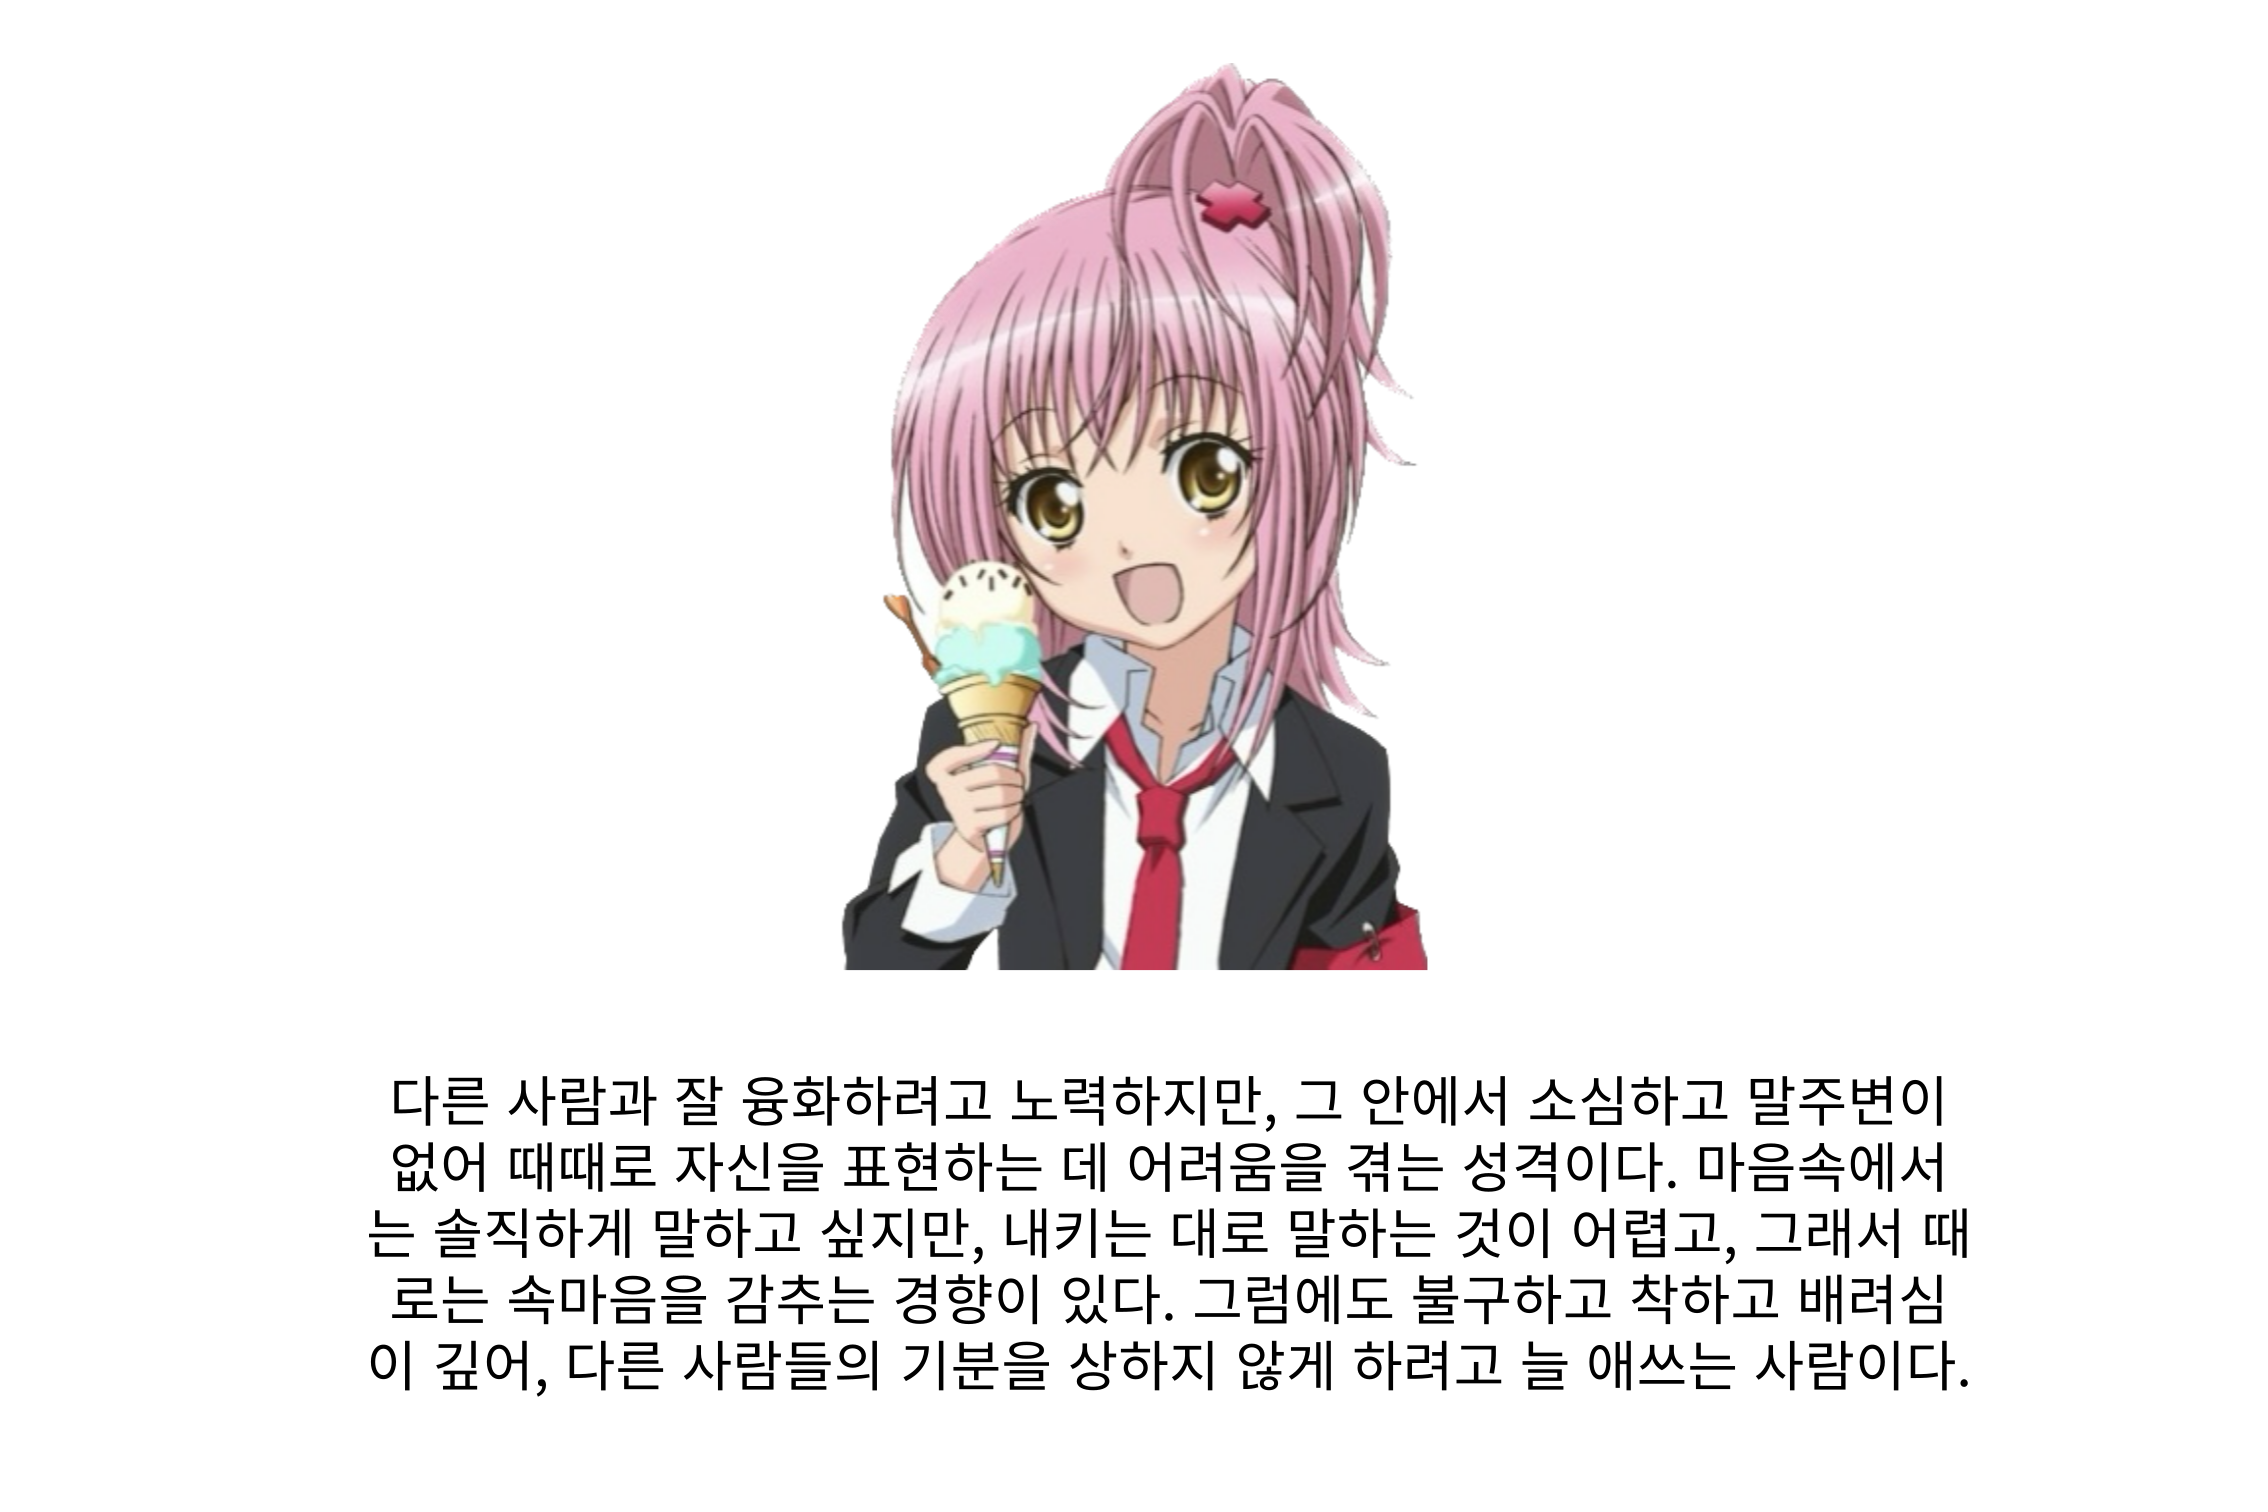 다른 사람과 잘 융화하려고 노력하지만, 그 안에서 소심하고 말주변이
없어 때때로 자신을 표현하는 데 어려움을 겪는 성격이다. 마음속에서
는 솔직하게 말하고 싶지만, 내키는 대로 말하는 것이 어렵고, 그래서 때
로는 속마음을 감추는 경향이 있다. 그럼에도 불구하고 착하고 배려심
이 깊어, 다른 사람들의 기분을 상하지 않게 하려고 늘 애쓰는 사람이다.